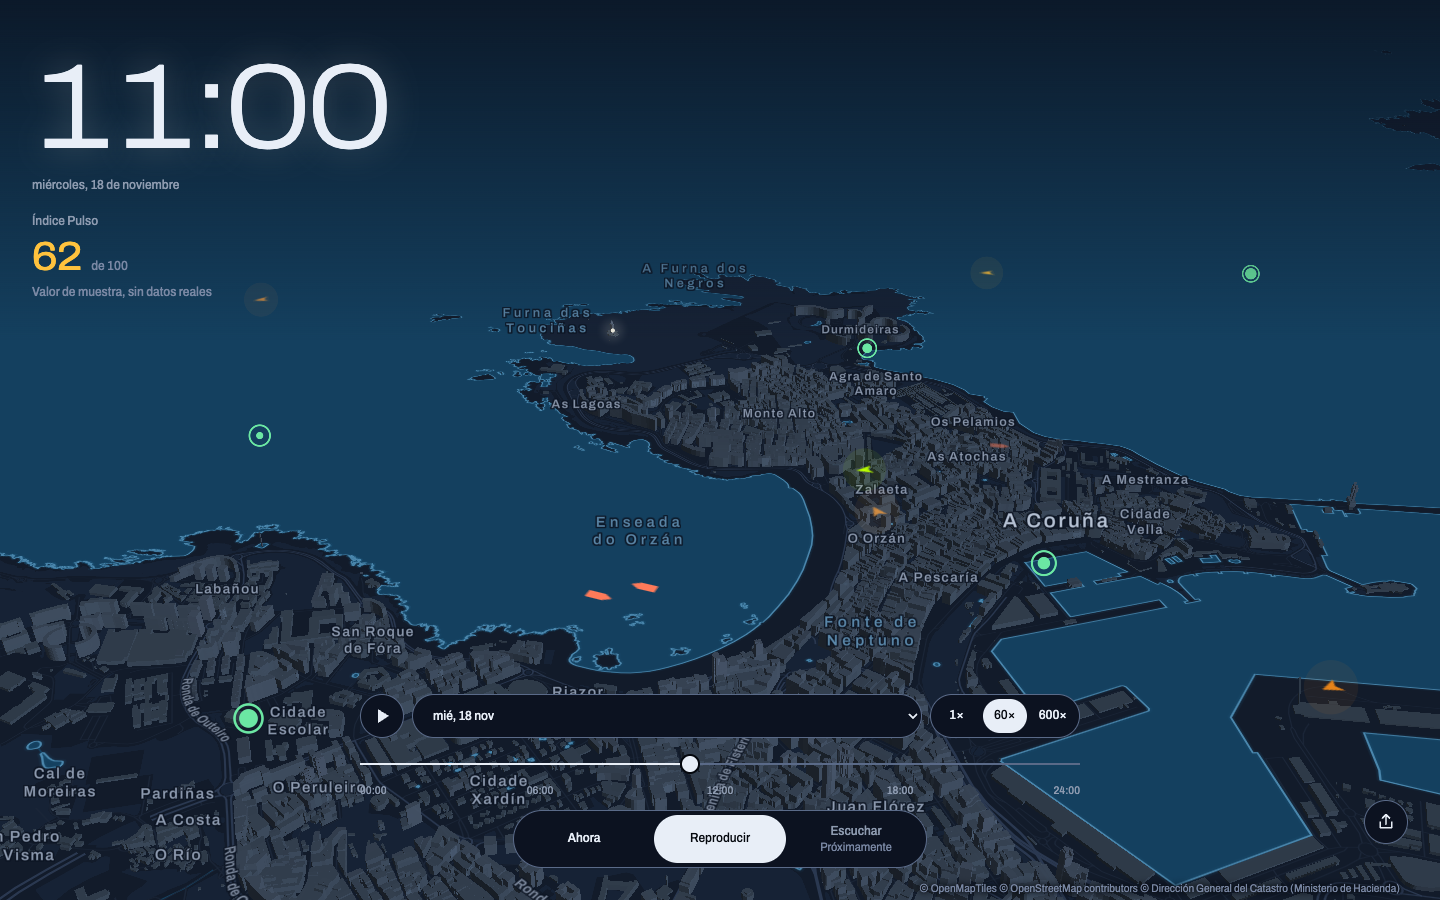 11:00
miércoles, 18 de noviembre
Índice Pulso
62 de 100
Valor de muestra, sin datos reales
A Furna dos
Negros
Furna das
Touciñas
Durmideiras
Agra de Santo
Amaro
As Lagoas
Monte Alto
Os Pelamios
As Atochas
Zalaeta
A Mestranza
A Coruña
Cidade
Vella
Enseada
do Orzán
O Orzán
A Pescaría
Labañou
San Roque
de Fóra
Fonte de
Neptuno
Riazor
Ronda de Outeiro
Cidade
Escolar
mié, 18 nov
1×
60×
600×
Cal de
Moreiras
Pardiñas
O Peruleiro
Cidade
Xardín
00:00
06:00
12:00
18:00
24:00
Juan Flórez
A Costa
Pedro
Visma
O Río
Ronda de O
Ahora
Reproducir
Escuchar
Próximamente
© OpenMapTiles © OpenStreetMap contributors © Dirección General del Catastro (Ministerio de Hacienda)